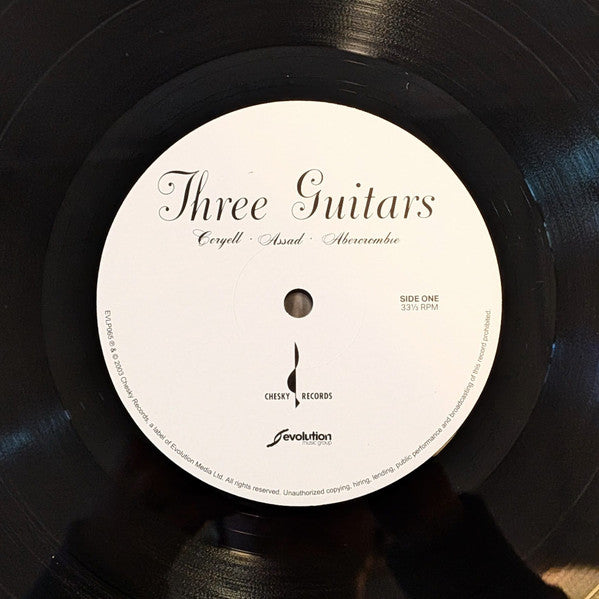 Three Guitars
Coryell · Assad · Abercrombie
SIDE ONE
33⅓ RPM
CHESKY RECORDS
evolution
music group
EVLP065 ℗ & © 2003 Chesky Records, a label of Evolution Media Ltd. All rights reserved. Unauthorized copying, hiring, lending, public performance and broadcasting of this record prohibited.